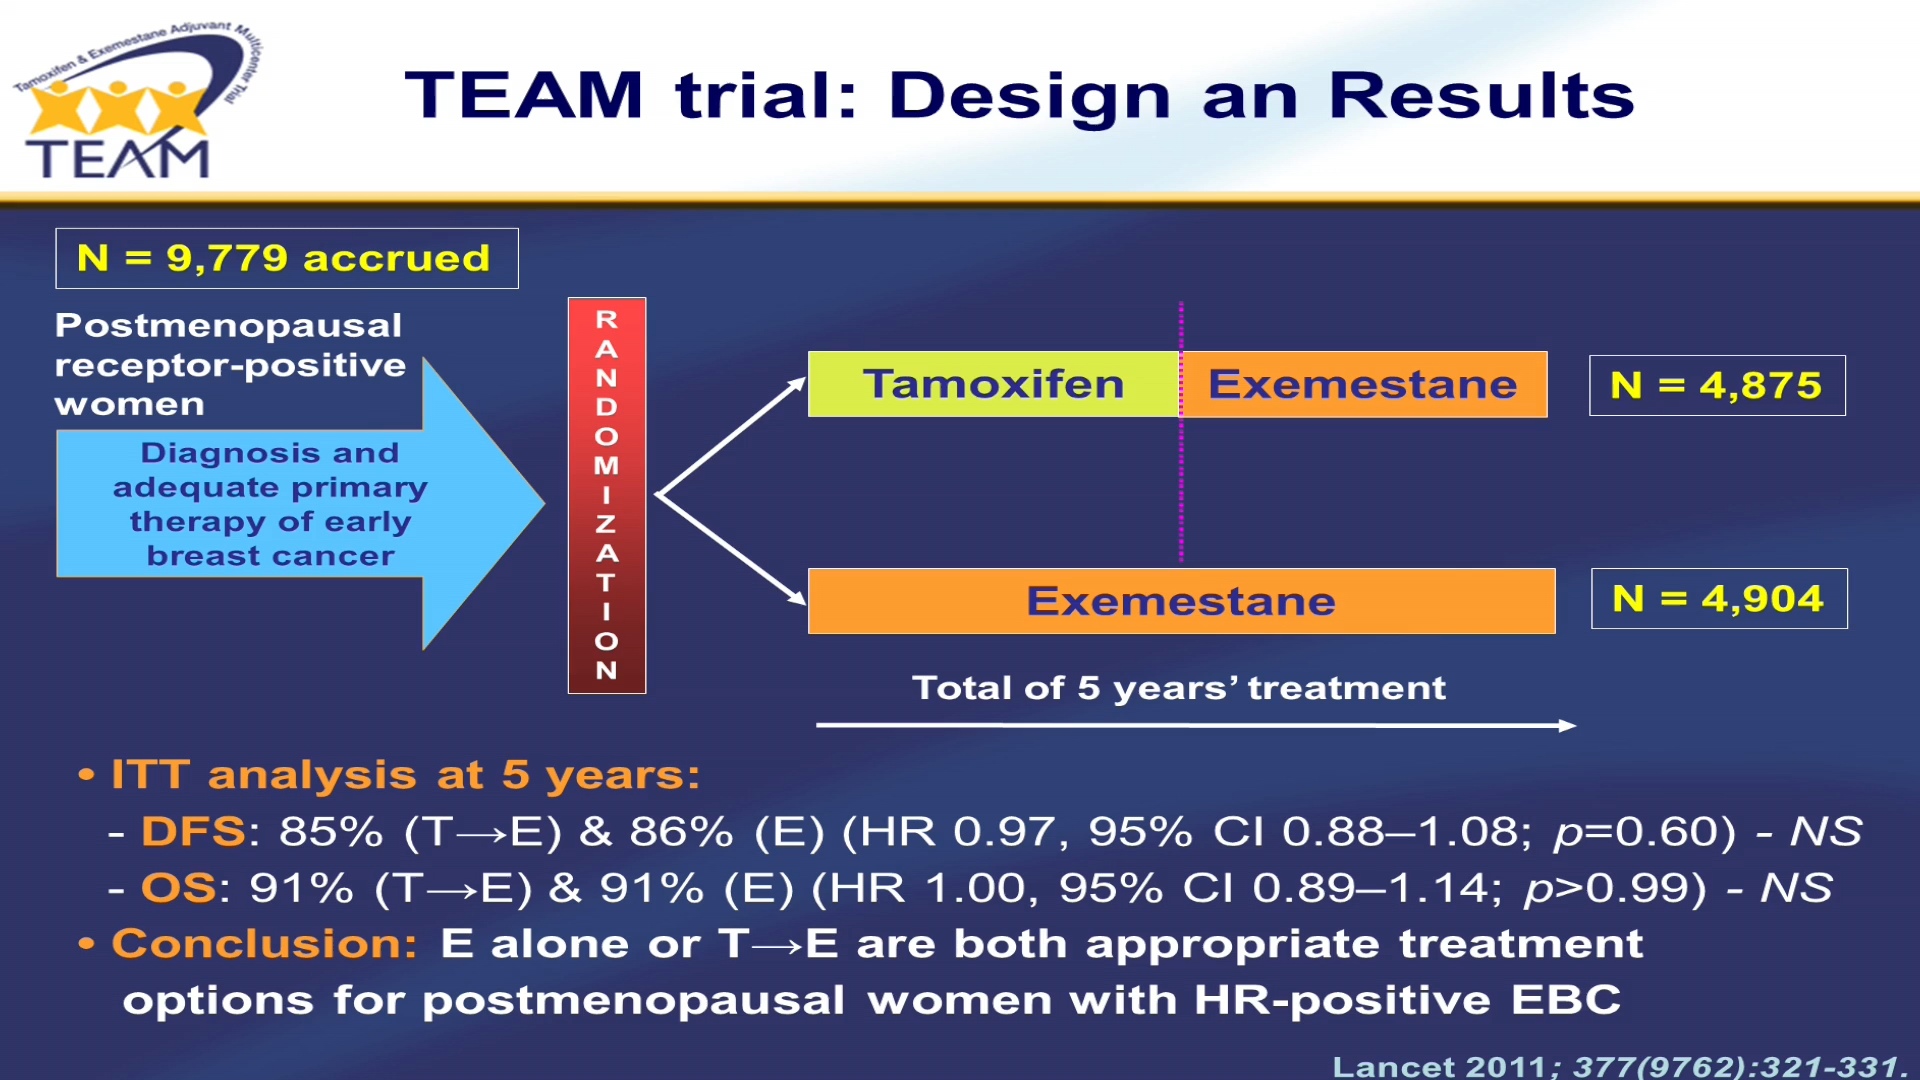 Tamoxifen & Exemestane Adjuvant Multicenter Trial
TEAM
TEAM trial: Design an Results
N = 9,779 accrued
Postmenopausal
receptor-positive
women
Diagnosis and
adequate primary
therapy of early
breast cancer
RANDOMIZATION
Tamoxifen
Exemestane
N = 4,875
Exemestane
N = 4,904
Total of 5 years’ treatment
• ITT analysis at 5 years:
- DFS: 85% (T→E) & 86% (E) (HR 0.97, 95% CI 0.88–1.08; p=0.60) - NS
- OS: 91% (T→E) & 91% (E) (HR 1.00, 95% CI 0.89–1.14; p>0.99) - NS
• Conclusion: E alone or T→E are both appropriate treatment
options for postmenopausal women with HR-positive EBC
Lancet 2011; 377(9762):321-331.